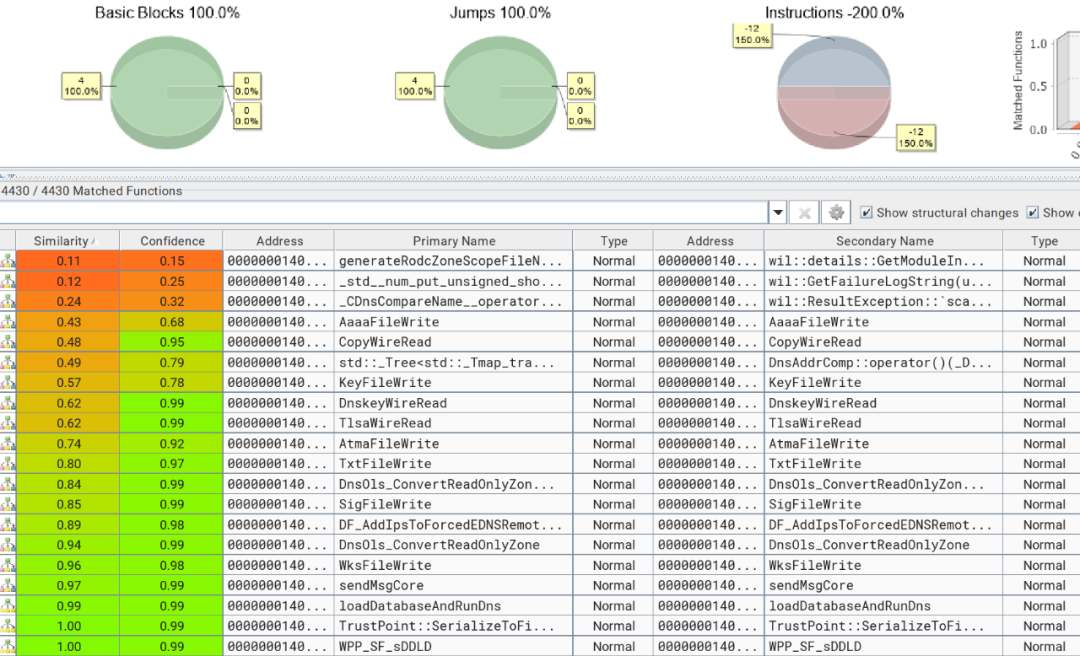 Basic Blocks 100.0% Jumps 100.0% Instructions -200.0%
4 100.0% 0 0.0% 0 0.0% 4 100.0% 0 0.0% 0 0.0% -12 150.0% -12 150.0%
Matched Functions 1.0 0.5 0.0
4430 / 4430 Matched Functions
Show structural changes Show
Similarity Confidence Address Primary Name Type Address Secondary Name Type
0.11 0.15 0000000140... generateRodcZoneScopeFileN... Normal 0000000140... wil::details::GetModuleIn... Normal
0.12 0.25 0000000140... _std__num_put_unsigned_sho... Normal 0000000140... wil::GetFailureLogString(u... Normal
0.24 0.32 0000000140... _CDnsCompareName__operator... Normal 0000000140... wil::ResultException::`sca... Normal
0.43 0.68 0000000140... AaaaFileWrite Normal 0000000140... AaaaFileWrite Normal
0.48 0.95 0000000140... CopyWireRead Normal 0000000140... CopyWireRead Normal
0.49 0.79 0000000140... std::_Tree<std::_Tmap_tra... Normal 0000000140... DnsAddrComp::operator()(_D... Normal
0.57 0.78 0000000140... KeyFileWrite Normal 0000000140... KeyFileWrite Normal
0.62 0.99 0000000140... DnskeyWireRead Normal 0000000140... DnskeyWireRead Normal
0.62 0.99 0000000140... TlsaWireRead Normal 0000000140... TlsaWireRead Normal
0.74 0.92 0000000140... AtmaFileWrite Normal 0000000140... AtmaFileWrite Normal
0.80 0.97 0000000140... TxtFileWrite Normal 0000000140... TxtFileWrite Normal
0.84 0.99 0000000140... DnsOls_ConvertReadOnlyZon... Normal 0000000140... DnsOls_ConvertReadOnlyZon... Normal
0.85 0.99 0000000140... SigFileWrite Normal 0000000140... SigFileWrite Normal
0.89 0.98 0000000140... DF_AddIpsToForcedEDNSRemot... Normal 0000000140... DF_AddIpsToForcedEDNSRemot... Normal
0.94 0.99 0000000140... DnsOls_ConvertReadOnlyZone Normal 0000000140... DnsOls_ConvertReadOnlyZone Normal
0.96 0.98 0000000140... WksFileWrite Normal 0000000140... WksFileWrite Normal
0.97 0.99 0000000140... sendMsgCore Normal 0000000140... sendMsgCore Normal
0.99 0.99 0000000140... loadDatabaseAndRunDns Normal 0000000140... loadDatabaseAndRunDns Normal
1.00 0.99 0000000140... TrustPoint::SerializeToFi... Normal 0000000140... TrustPoint::SerializeToFi... Normal
1.00 0.99 0000000140... WPP_SF_sDDLD Normal 0000000140... WPP_SF_sDDLD Normal